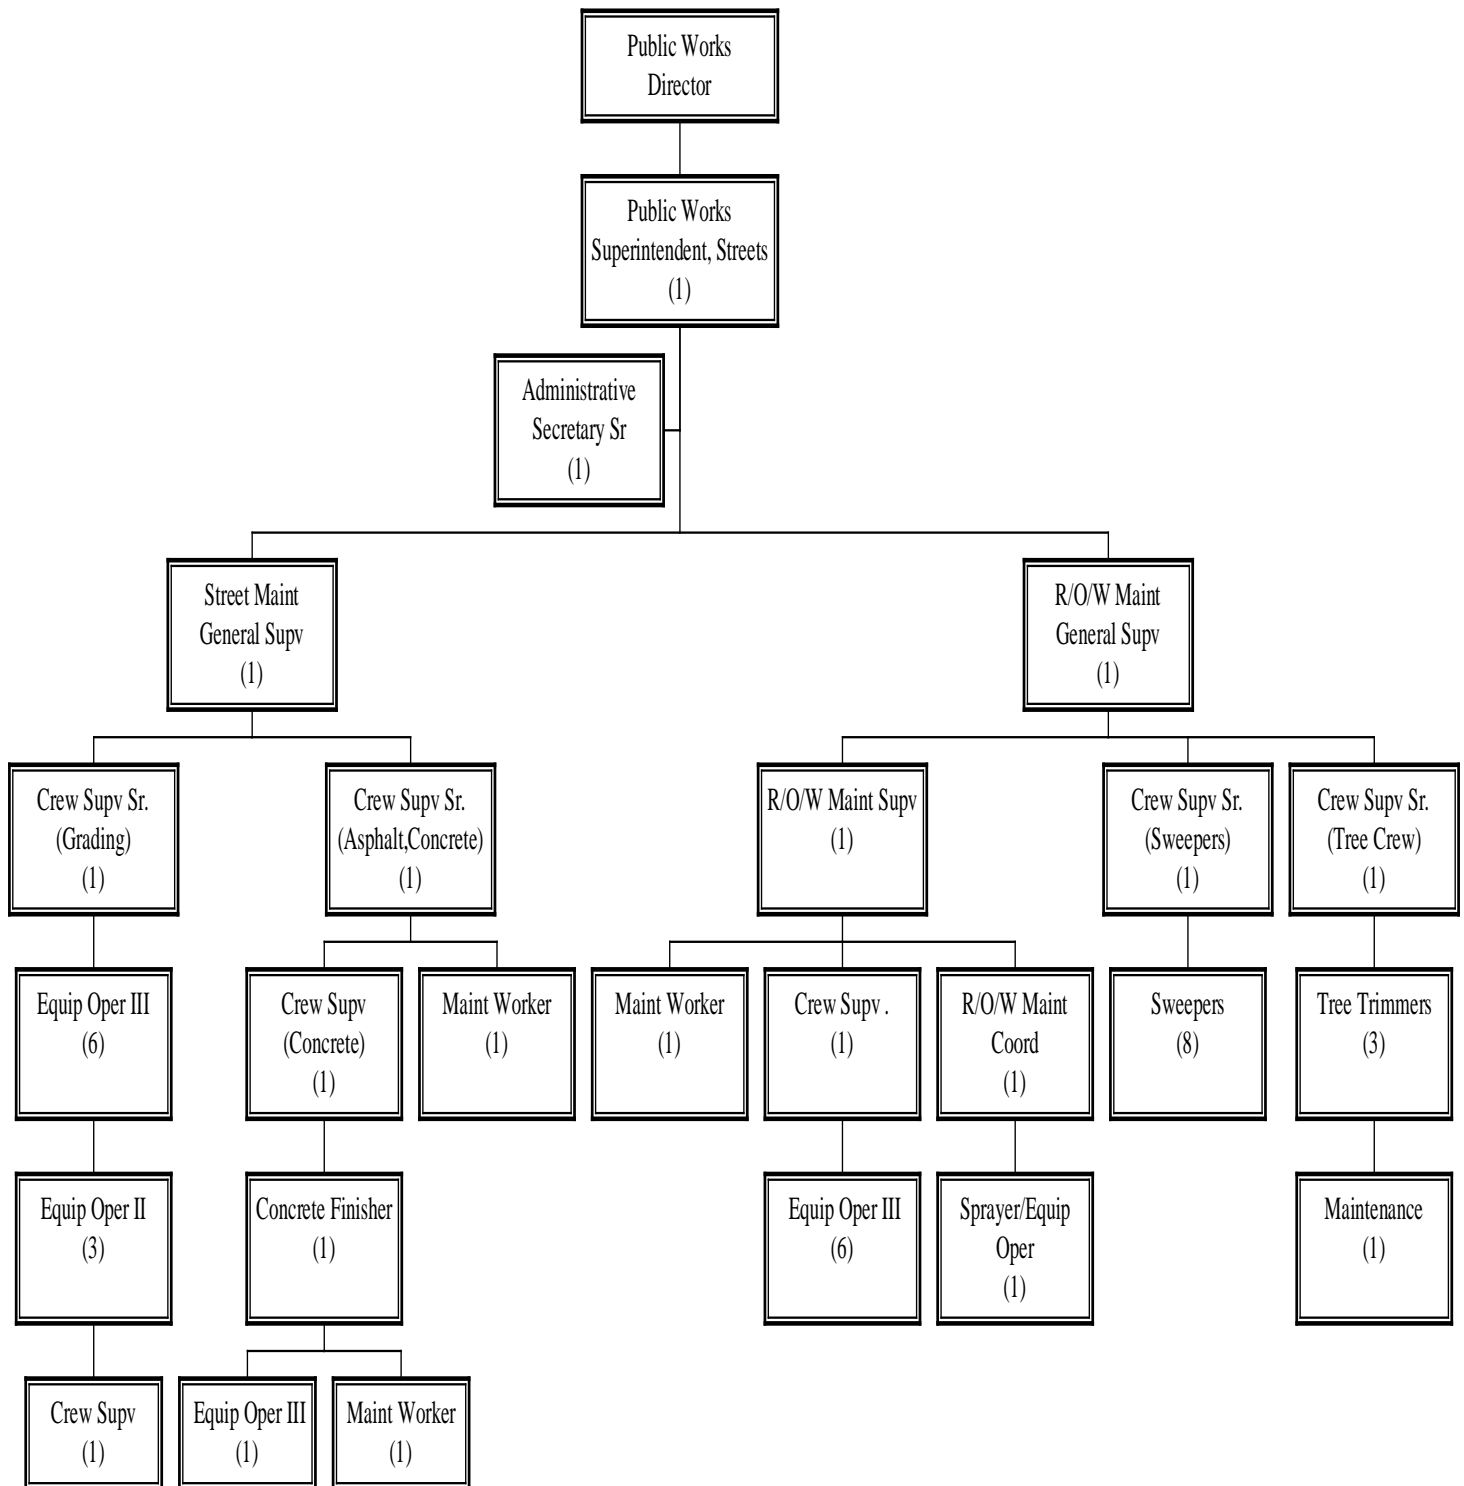 Public Works
Director
Public Works
Superintendent, Streets
(1)
Administrative
Secretary Sr
(1)
Street Maint
General Supv
(1)
R/O/W Maint
General Supv
(1)
Crew Supv Sr.
(Grading)
(1)
Crew Supv Sr.
(Asphalt,Concrete)
(1)
R/O/W Maint Supv
(1)
Crew Supv Sr.
(Sweepers)
(1)
Crew Supv Sr.
(Tree Crew)
(1)
Equip Oper III
(6)
Crew Supv
(Concrete)
(1)
Maint Worker
(1)
Maint Worker
(1)
Crew Supv .
(1)
R/O/W Maint
Coord
(1)
Sweepers
(8)
Tree Trimmers
(3)
Equip Oper II
(3)
Concrete Finisher
(1)
Equip Oper III
(6)
Sprayer/Equip
Oper
(1)
Maintenance
(1)
Crew Supv
(1)
Equip Oper III
(1)
Maint Worker
(1)